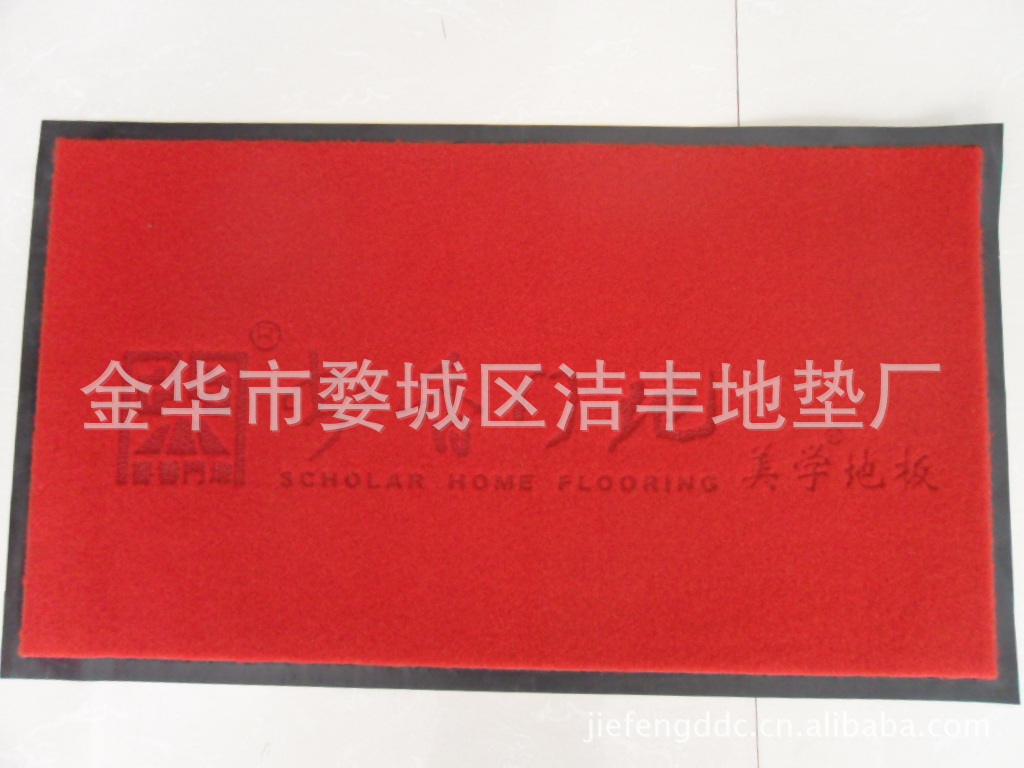 金华市婺城区洁丰地垫厂
SCHOLAR HOME FLOORING 美学地板
jiefengddc.cn.alibaba.com